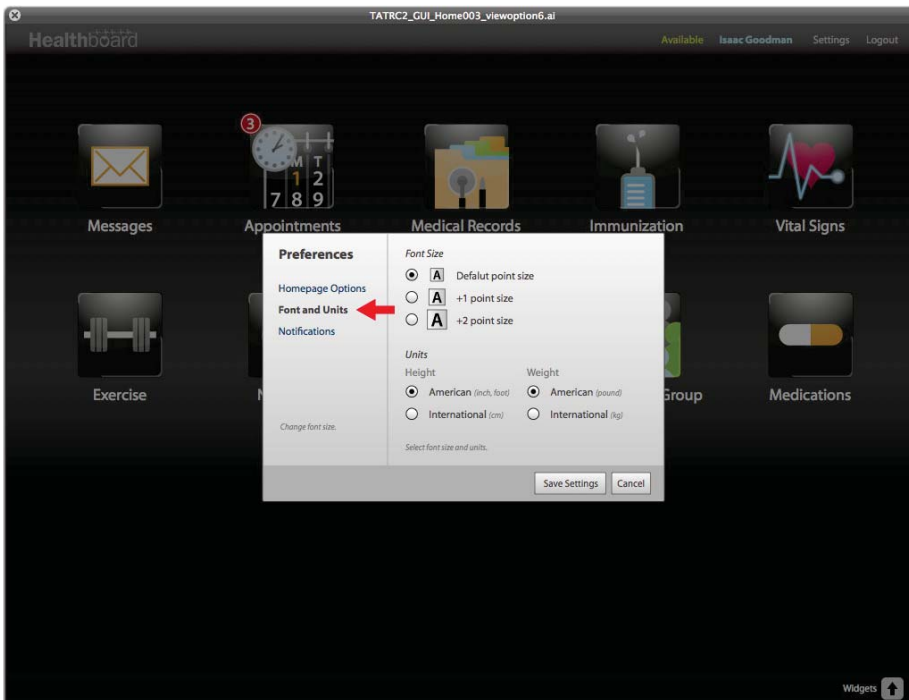 TATRC2_GUI_Home003_viewoption6.ai
Healthboard
Available Isaac Goodman Settings Logout
3
M T
1 2
7 8 9
Messages Appointments Medical Records Immunization Vital Signs
Preferences
Homepage Options
Font and Units
Notifications
Change font size.
Font Size
A Defalut point size
A +1 point size
A +2 point size
Units
Height Weight
American (inch, foot) American (pound)
International (cm) International (kg)
Select font size and units.
Save Settings Cancel
Exercise N Group Medications
Widgets